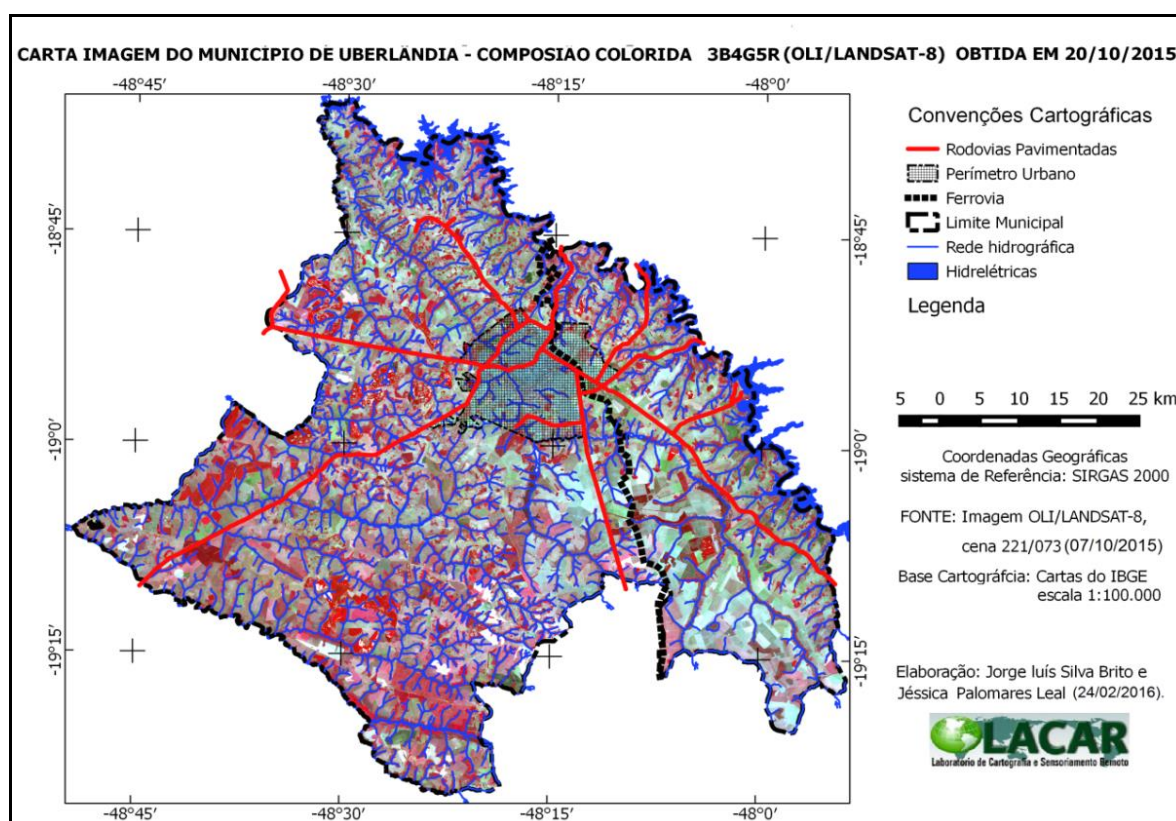 CARTA IMAGEM DO MUNICIPIO DE UBERLÂNDIA - COMPOSIÃO COLORIDA 3B4G5R (OLI/LANDSAT-8) OBTIDA EM 20/10/2015
-48°45' -48°30' -48°15' -48°0'
Convenções Cartográficas
Rodovias Pavimentadas
Perímetro Urbano
Ferrovia
Limite Municipal
Rede hidrográfica
Hidrelétricas
Legenda
-18°45' -18°45'
5 0 5 10 15 20 25 km
-19°0' -19°0'
Coordenadas Geográficas
sistema de Referência: SIRGAS 2000
FONTE: Imagem OLI/LANDSAT-8,
cena 221/073 (07/10/2015)
Base Cartográfcia: Cartas do IBGE
escala 1:100.000
-19°15' -19°15'
Elaboração: Jorge luís Silva Brito e
Jéssica Palomares Leal (24/02/2016).
LACAR
Laboratório de Cartografia e Sensoriamento Remoto
-48°45' -48°30' -48°15' -48°0'